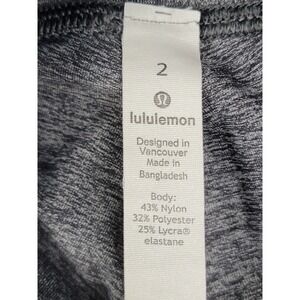 2
lululemon
Designed in
Vancouver
Made in
Bangladesh
Body:
43% Nylon
32% Polyester
25% Lycra®
elastane